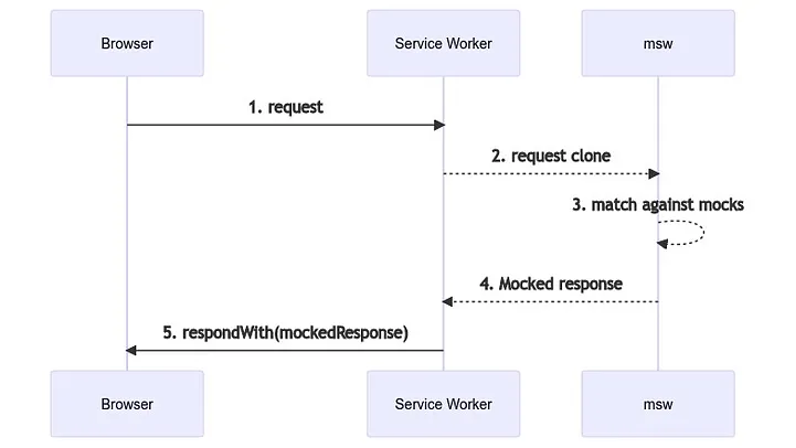 Browser
Service Worker
msw
1. request
2. request clone
3. match against mocks
4. Mocked response
5. respondWith(mockedResponse)
Browser
Service Worker
msw